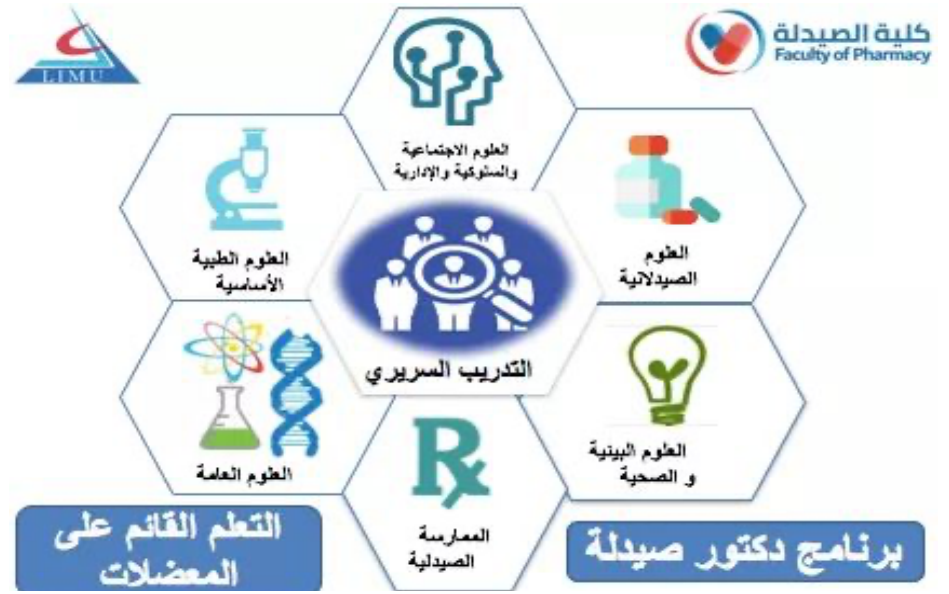 LIMU
كلية الصيدلة
Faculty of Pharmacy
العلوم الاجتماعية
والسلوكية والإدارية
العلوم الطبية
الأساسية
العلوم
الصيدلانية
التدريب السريري
العلوم العامة
العلوم البيئية
و الصحية
الممارسة
الصيدلية
التعلم القائم على
المعضلات
برنامج دكتور صيدلة